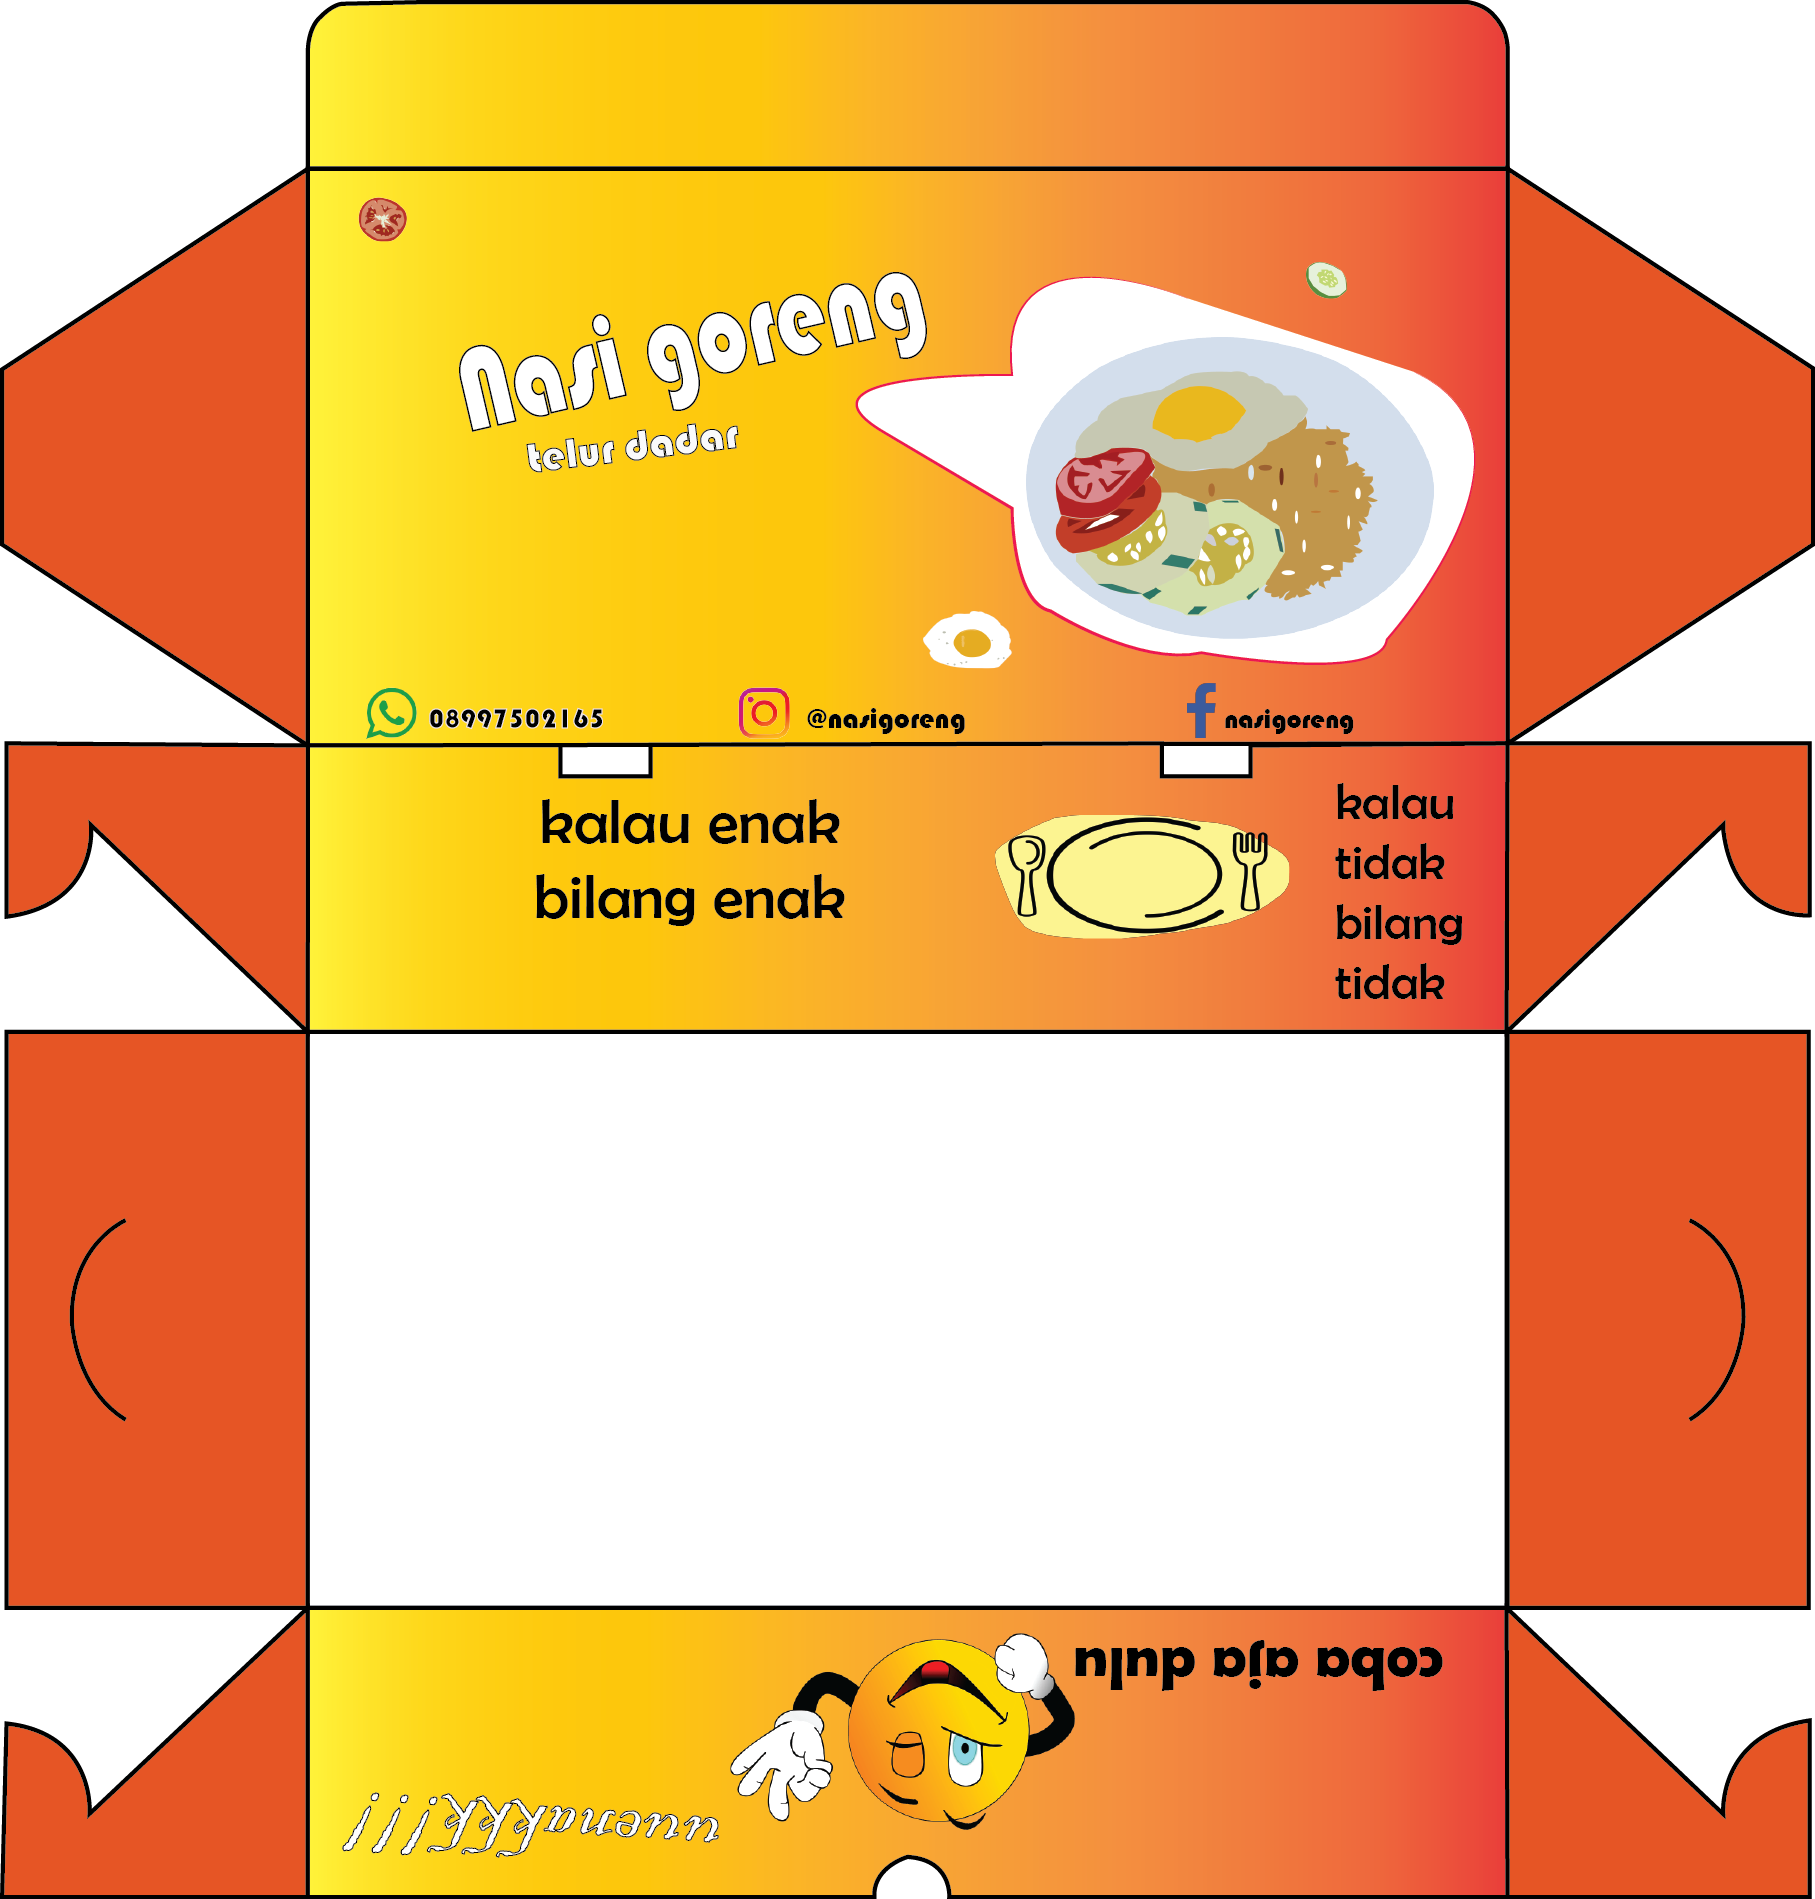 Nasi goreng
telur dadar
08997502165
@nasigoreng
nasigoreng
kalau enak
bilang enak
kalau
tidak
bilang
tidak
coba aja dulu
uuenakkk!!!